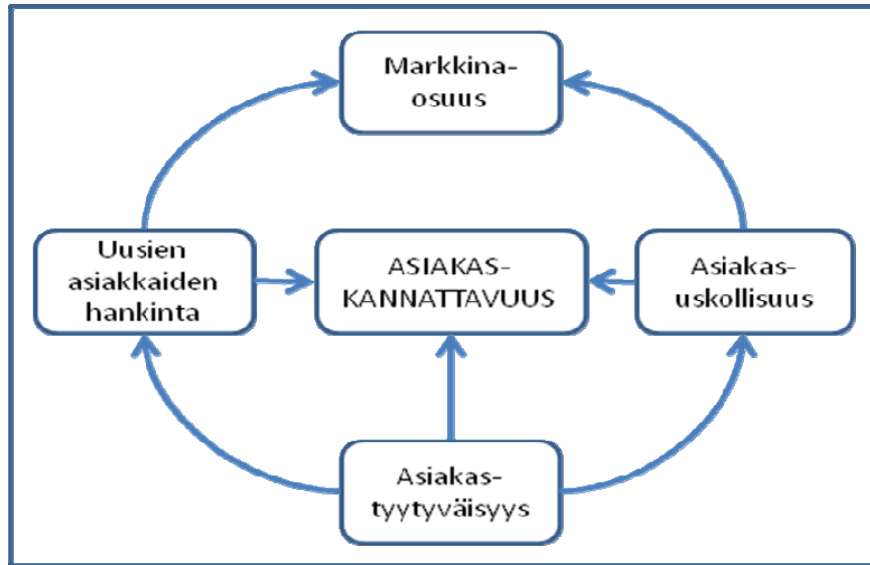 Markkina-
osuus
Uusien
asiakkaiden
hankinta
ASIAKAS-
KANNATTAVUUS
Asiakas-
uskollisuus
Asiakas-
tyytyväisyys